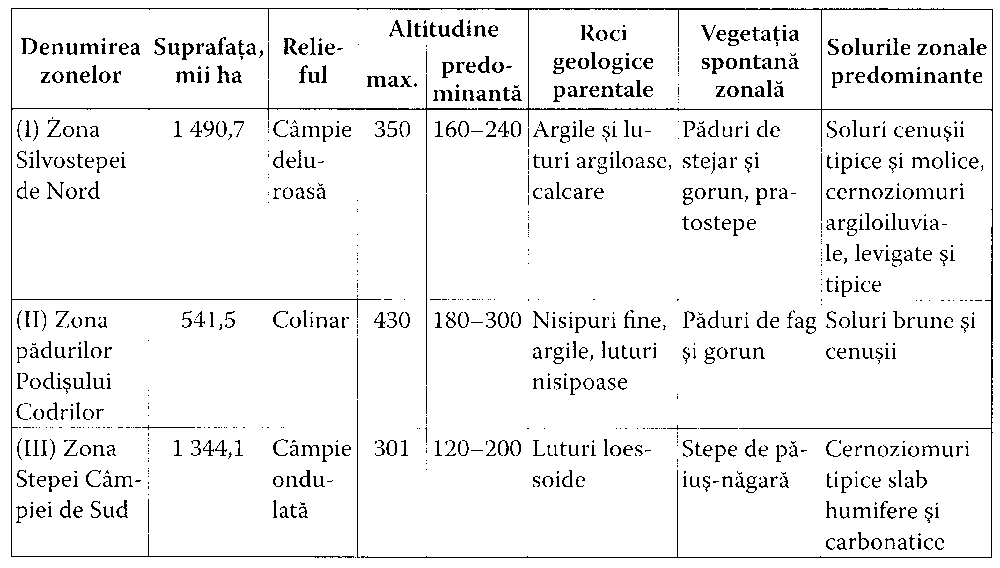 Denumirea
zonelor
Suprafața,
mii ha
Relie-
ful
Altitudine
max.
predo-
minantă
Roci
geologice
parentale
Vegetația
spontană
zonală
Solurile zonale
predominante
(I) Zona
Silvostepei
de Nord
1 490,7
Câmpie
delu-
roasă
350
160–240
Argile și lu-
turi argiloase,
calcare
Păduri de
stejar și
gorun, pra-
tostepe
Soluri cenușii
tipice și molice,
cernoziomuri
argiloiluvia-
le, levigate și
tipice
(II) Zona
pădurilor
Podișului
Codrilor
541,5
Colinar
430
180–300
Nisipuri fine,
argile, luturi
nisipoase
Păduri de fag
și gorun
Soluri brune și
cenușii
(III) Zona
Stepei Câm-
piei de Sud
1 344,1
Câmpie
ondu-
lată
301
120–200
Luturi loes-
soide
Stepe de pă-
iuș-năgară
Cernoziomuri
tipice slab
humifere și
carbonatice